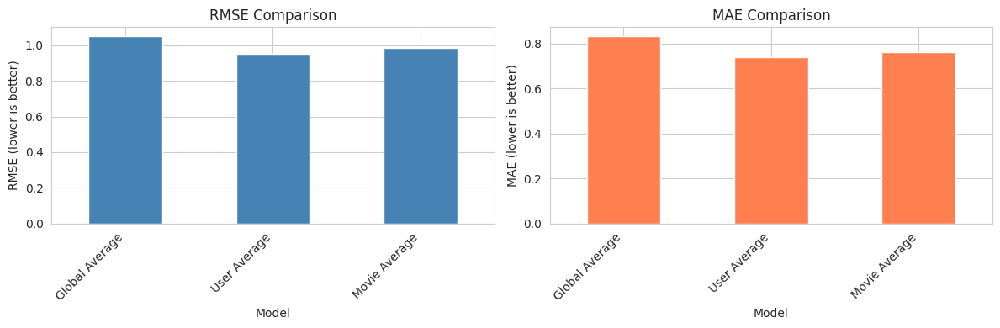 RMSE Comparison
RMSE (lower is better)
1.0
0.8
0.6
0.4
0.2
0.0
Global Average
User Average
Movie Average
Model
MAE Comparison
MAE (lower is better)
0.8
0.6
0.4
0.2
0.0
Global Average
User Average
Movie Average
Model